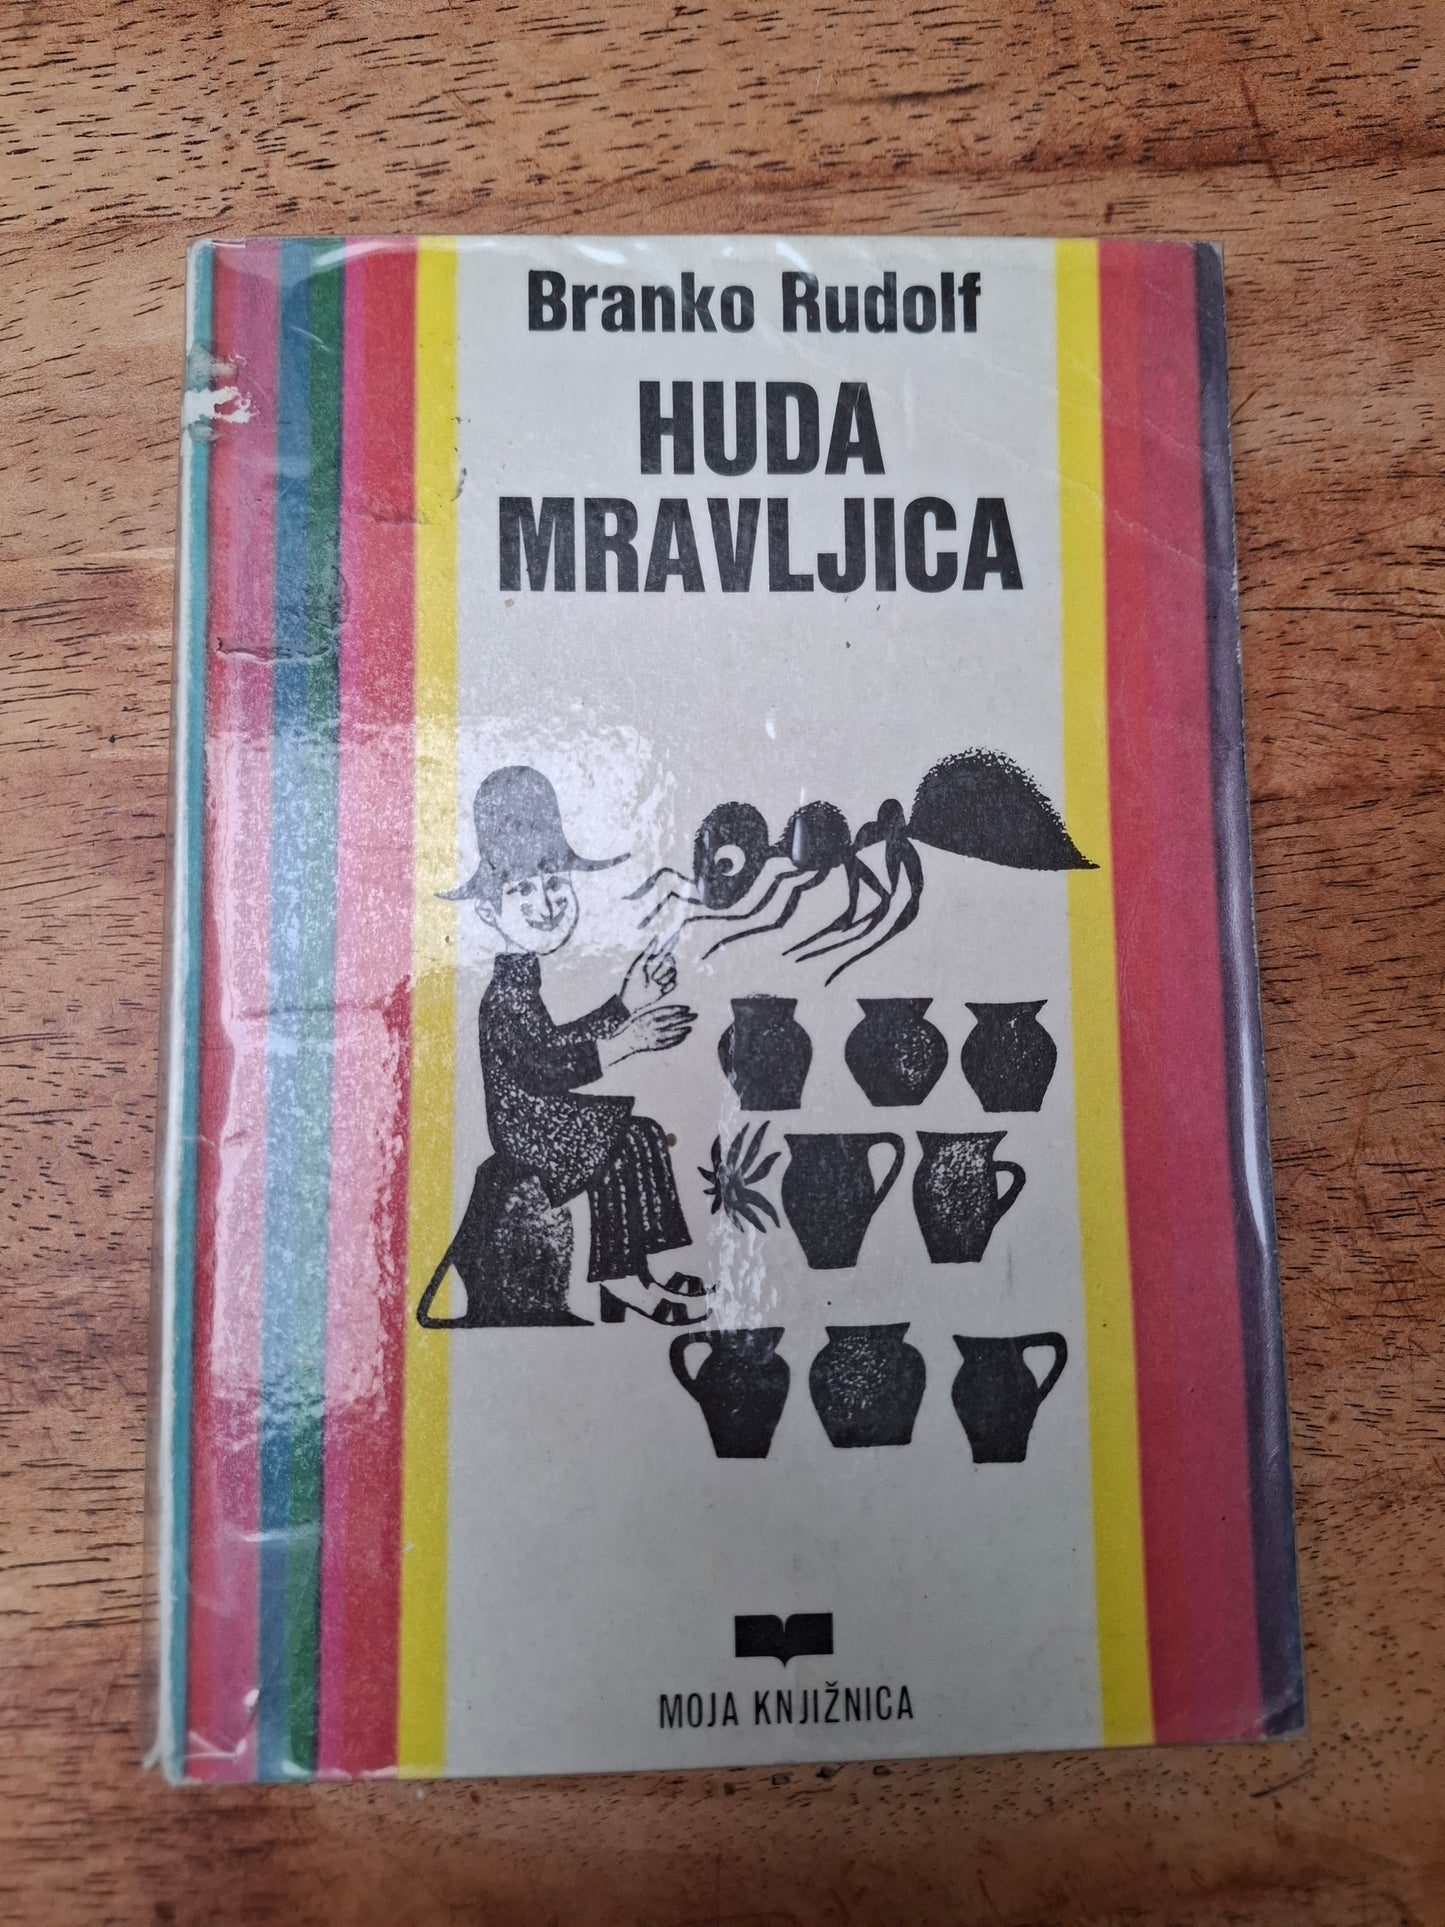 Branko Rudolf
HUDA
MRAVLJICA
MOJA KNJIŽNICA